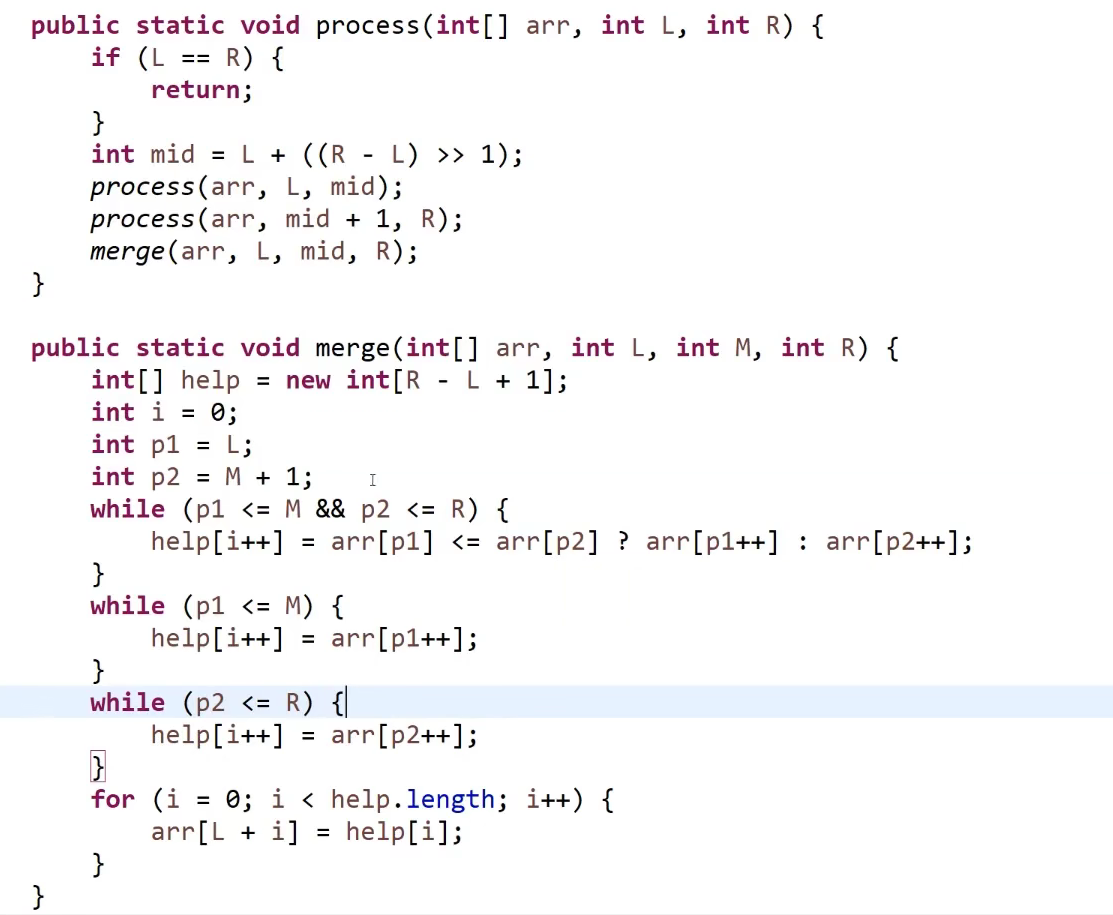 public static void process(int[] arr, int L, int R) {
    if (L == R) {
        return;
    }
    int mid = L + ((R - L) >> 1);
    process(arr, L, mid);
    process(arr, mid + 1, R);
    merge(arr, L, mid, R);
}

public static void merge(int[] arr, int L, int M, int R) {
    int[] help = new int[R - L + 1];
    int i = 0;
    int p1 = L;
    int p2 = M + 1;
    while (p1 <= M && p2 <= R) {
        help[i++] = arr[p1] <= arr[p2] ? arr[p1++] : arr[p2++];
    }
    while (p1 <= M) {
        help[i++] = arr[p1++];
    }
    while (p2 <= R) {
        help[i++] = arr[p2++];
    }
    for (i = 0; i < help.length; i++) {
        arr[L + i] = help[i];
    }
}